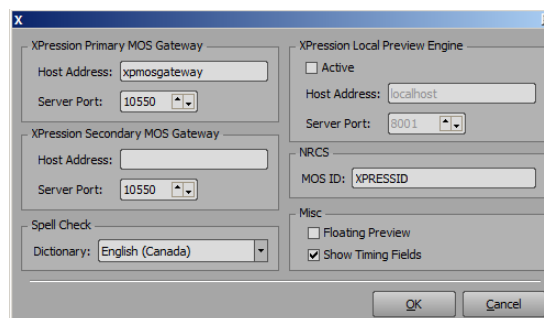 X
XPression Primary MOS Gateway
Host Address: xpmosgateway
Server Port: 10550
XPression Secondary MOS Gateway
Host Address:
Server Port: 10550
Spell Check
Dictionary: English (Canada)
XPression Local Preview Engine
Active
Host Address: localhost
Server Port: 8001
NRCS
MOS ID: XPRESSID
Misc
Floating Preview
Show Timing Fields
OK
Cancel